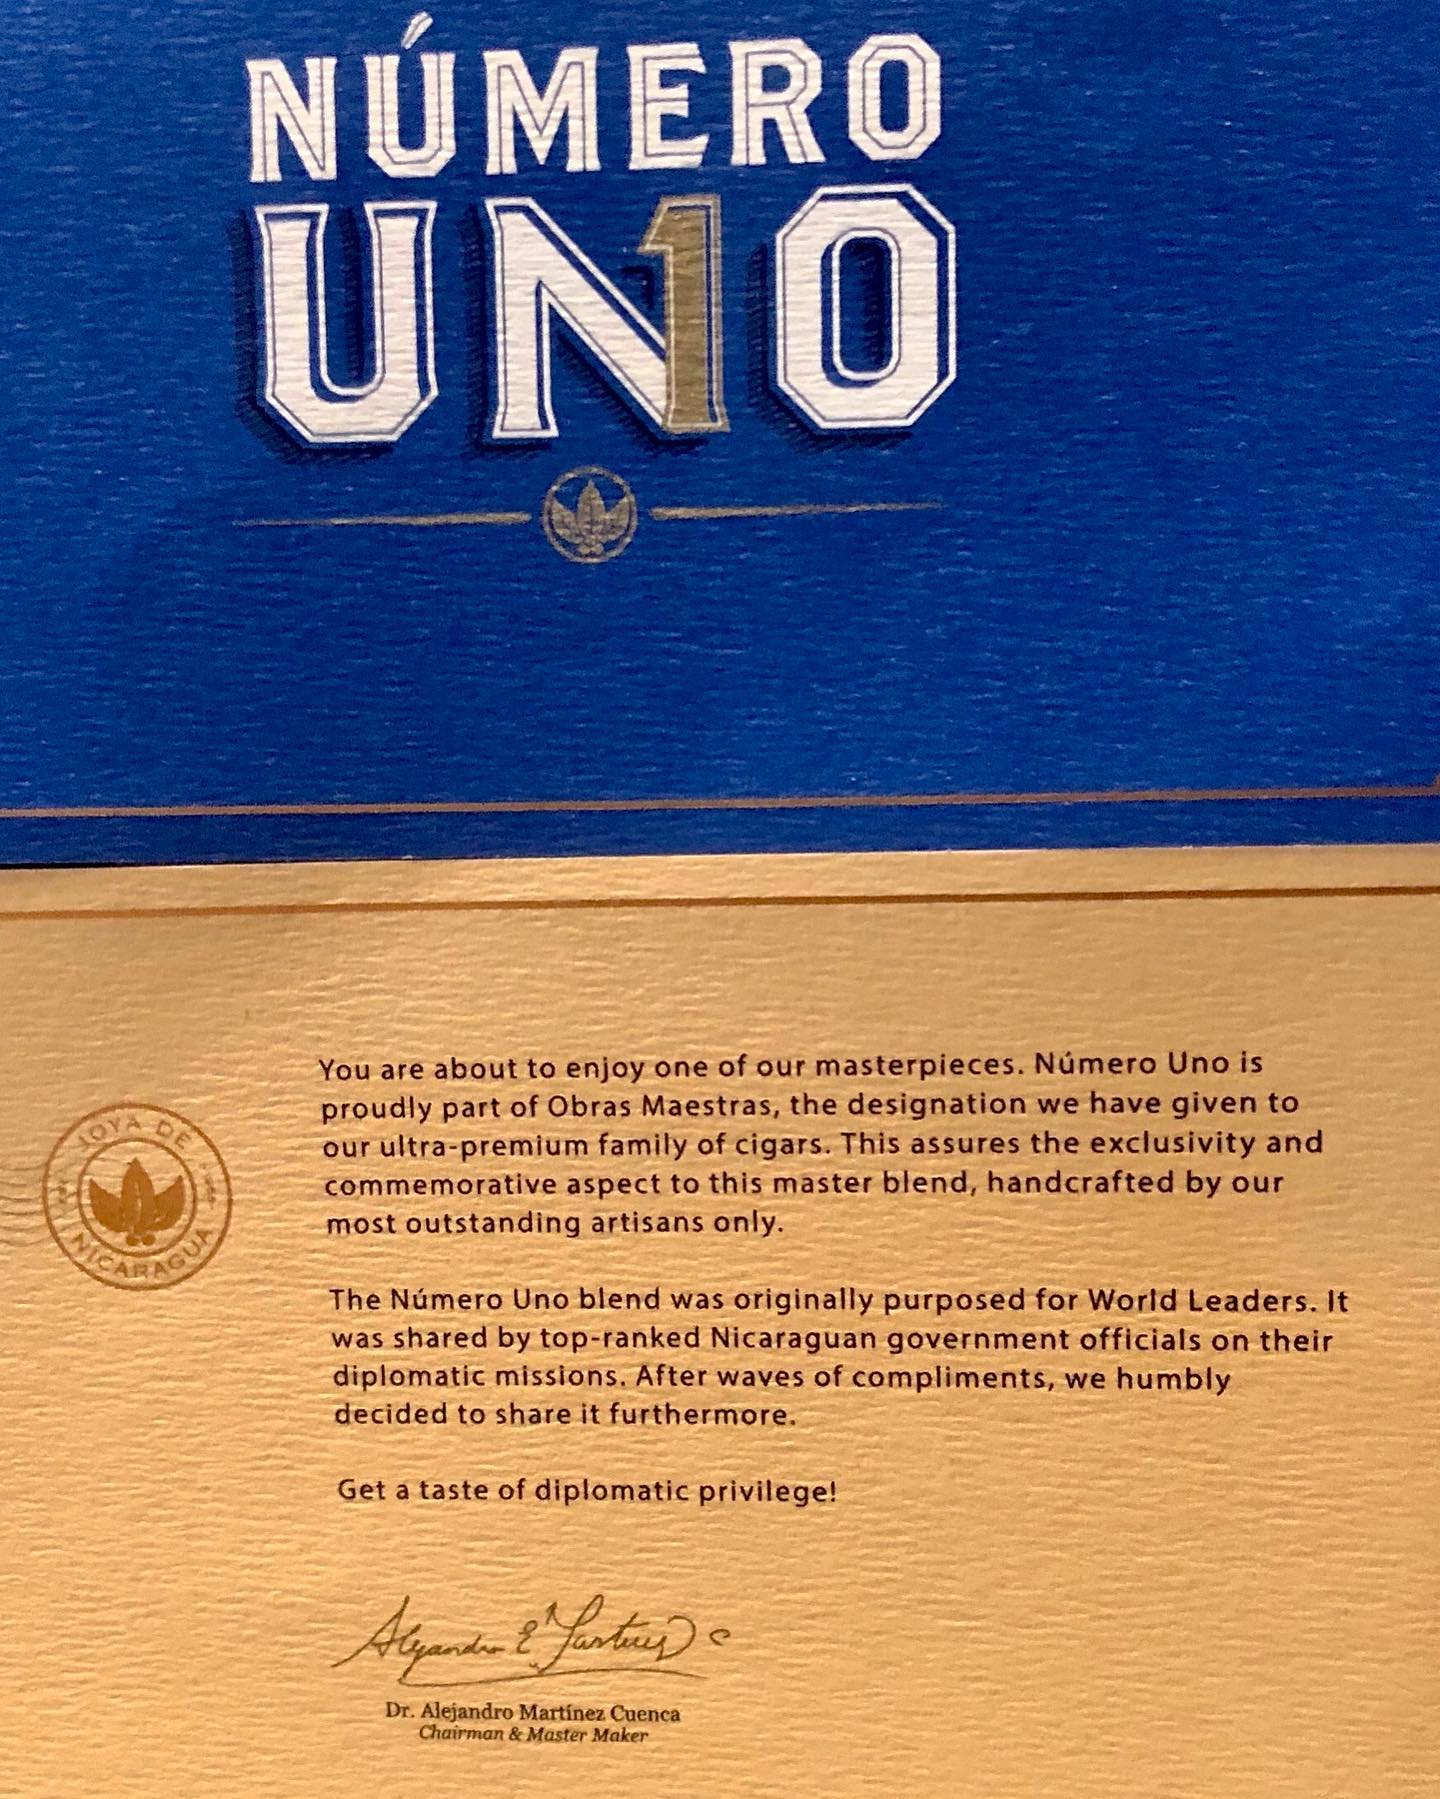 NÚMERO
UNO
JOYA DE
NICARAGUA
You are about to enjoy one of our masterpieces. Número Uno is
proudly part of Obras Maestras, the designation we have given to
our ultra-premium family of cigars. This assures the exclusivity and
commemorative aspect to this master blend, handcrafted by our
most outstanding artisans only.
The Número Uno blend was originally purposed for World Leaders. It
was shared by top-ranked Nicaraguan government officials on their
diplomatic missions. After waves of compliments, we humbly
decided to share it furthermore.
Get a taste of diplomatic privilege!
Dr. Alejandro Martínez Cuenca
Chairman & Master Maker